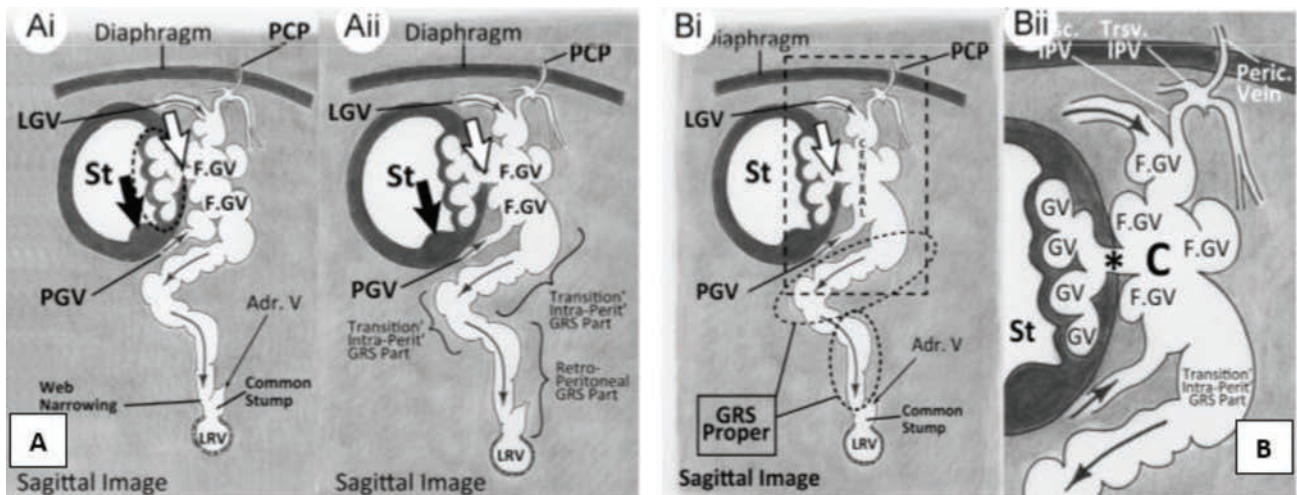 Ai
Diaphragm
PCP
LGV
St
F.GV
F.GV
PGV
Adr. V
Web
Narrowing
Common
Stump
LRV
A
Sagittal Image
Aii
Diaphragm
PCP
LGV
St
F.GV
F.GV
PGV
Transition'
Intra-Perit'
GRS Part
Transition'
Intra-Perit'
GRS Part
Retro-
Peritoneal
GRS Part
LRV
Sagittal Image
Bi
Diaphragm
PCP
LGV
St
CENTRAL
PGV
Adr. V
GRS
Proper
Common
Stump
LRV
Sagittal Image
Bii
IPV
Trsv.
IPV
Peric.
Vein
F.GV
GV
F.GV
GV
* C
F.GV
GV
F.GV
St
GV
Transition'
Intra-Perit'
GRS Part
B